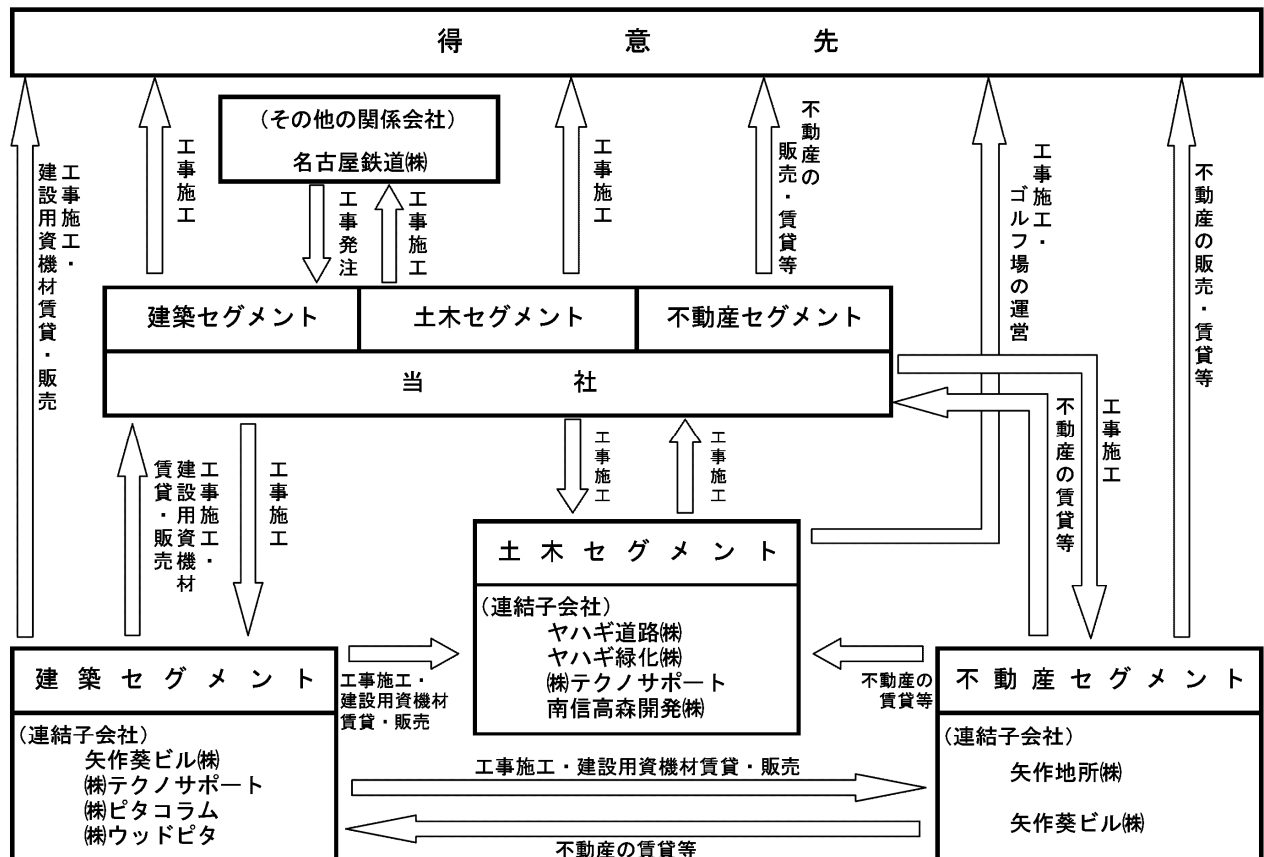 得意先
(その他の関係会社)
名古屋鉄道㈱
工事施工・
建設用資機材賃貸・販売
工事施工
工事発注
工事施工
工事施工
不動産の
販売・賃貸等
工事施工・
ゴルフ場の運営
不動産の販売・賃貸等
建築セグメント
土木セグメント
不動産セグメント
当社
工事施工・
建設用資機材
賃貸・販売
工事施工
工事施工
工事施工
不動産の賃貸等
工事施工
土木セグメント
(連結子会社)
ヤハギ道路㈱
ヤハギ緑化㈱
㈱テクノサポート
南信高森開発㈱
建築セグメント
(連結子会社)
矢作葵ビル㈱
㈱テクノサポート
㈱ピタコラム
㈱ウッドピタ
工事施工・
建設用資機材
賃貸・販売
不動産の
賃貸等
不動産セグメント
(連結子会社)
矢作地所㈱
矢作葵ビル㈱
工事施工・建設用資機材賃貸・販売
不動産の賃貸等